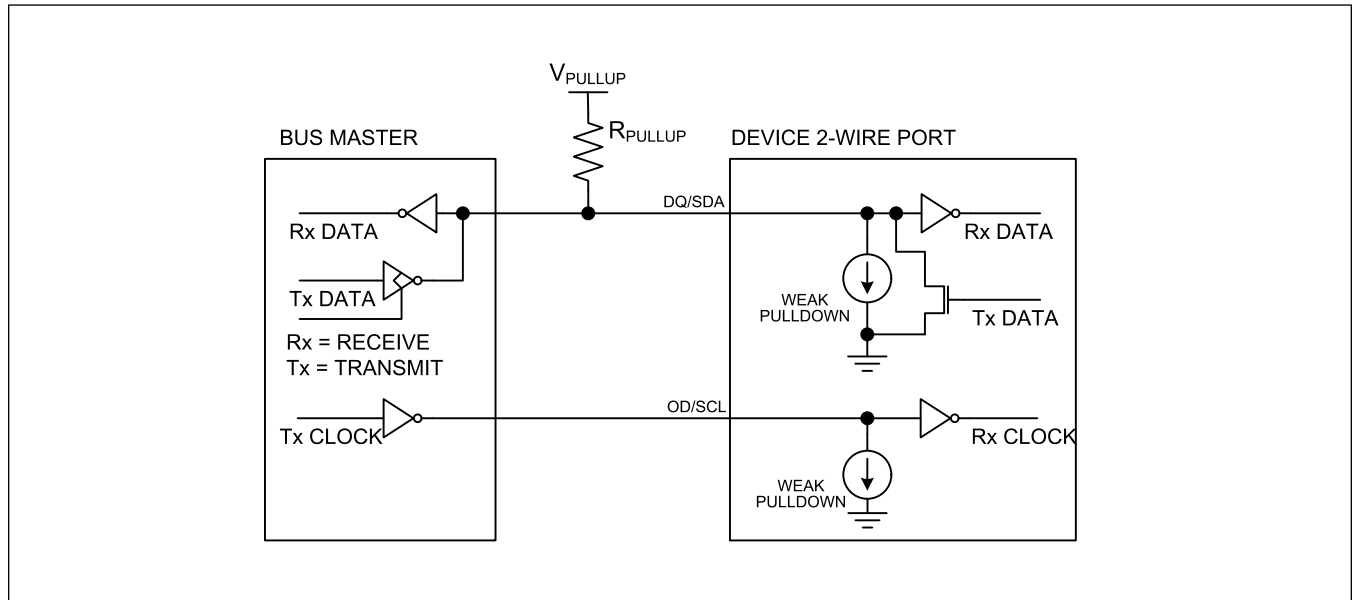 VPULLUP
RPULLUP
BUS MASTER
DEVICE 2-WIRE PORT
DQ/SDA
Rx DATA
Rx DATA
Tx DATA
WEAK
PULLDOWN
Tx DATA
Rx = RECEIVE
Tx = TRANSMIT
OD/SCL
Tx CLOCK
Rx CLOCK
WEAK
PULLDOWN